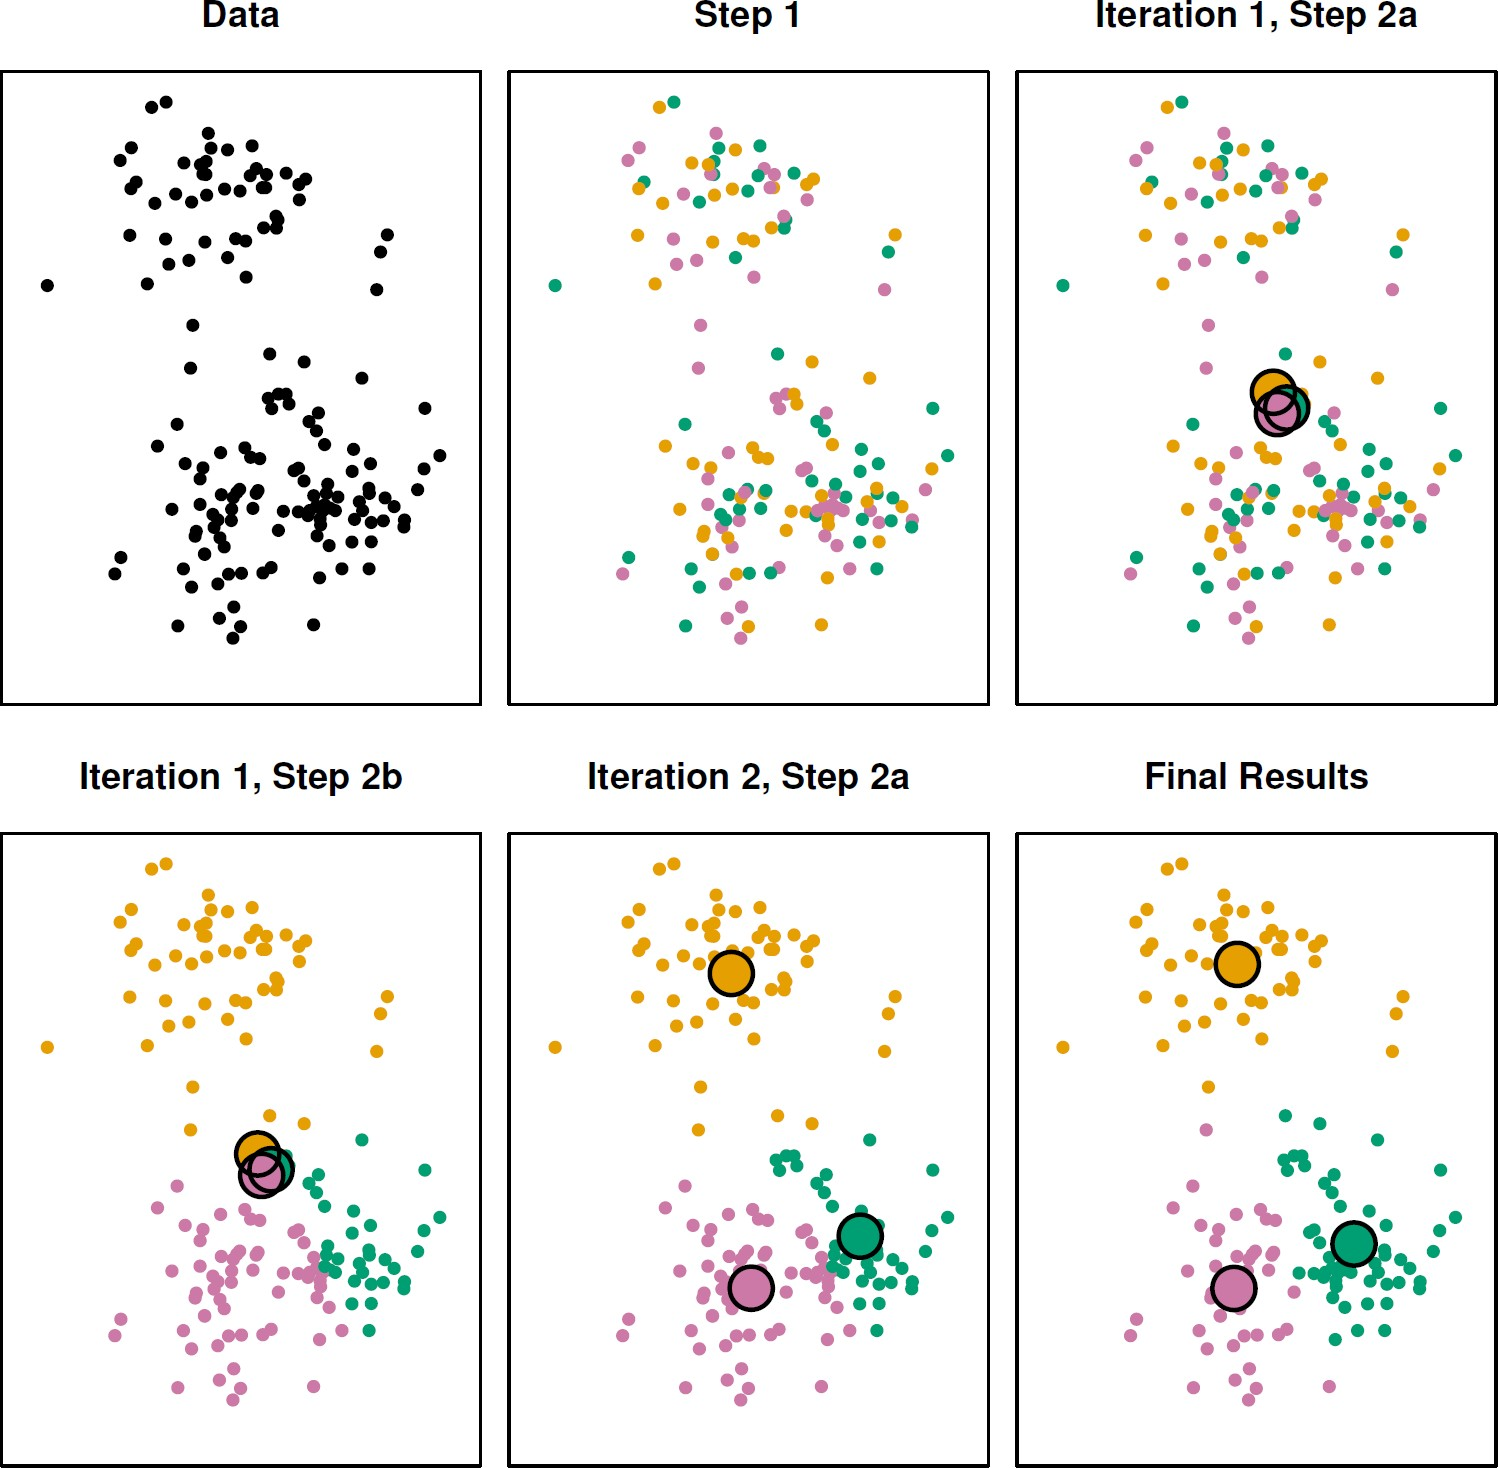 Data
Step 1
Iteration 1, Step 2a
Iteration 1, Step 2b
Iteration 2, Step 2a
Final Results